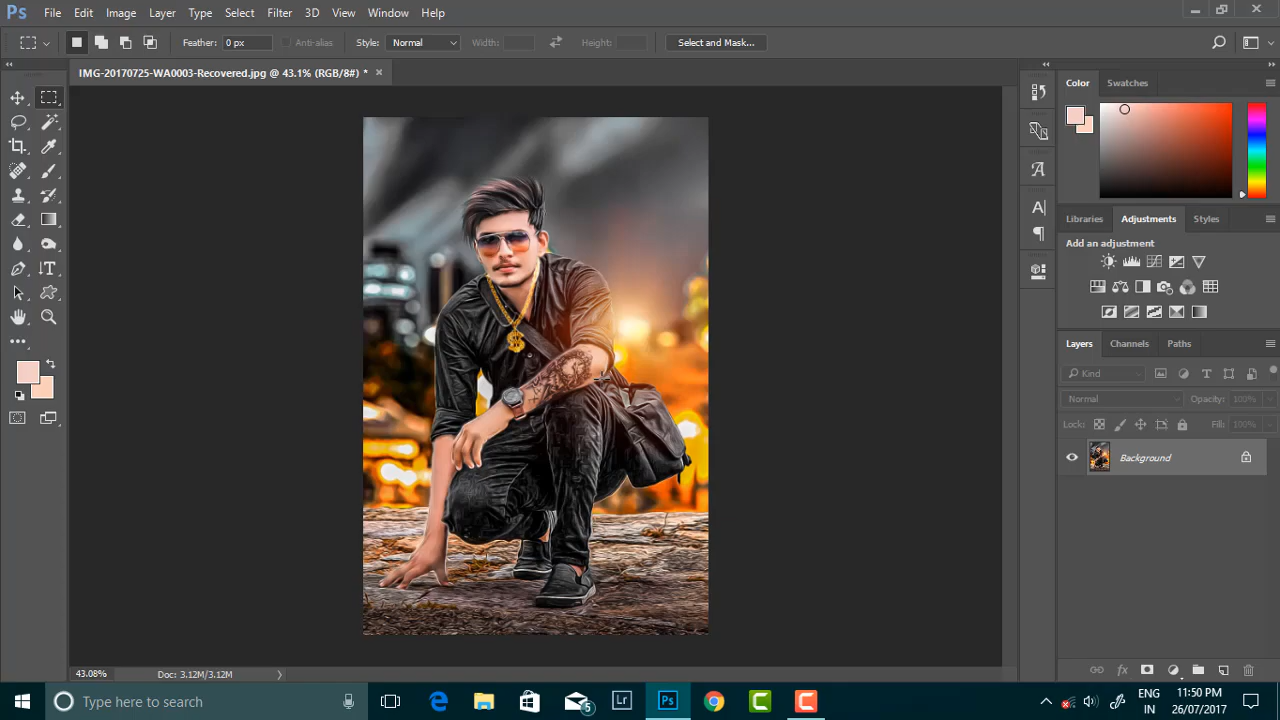 Ps File Edit Image Layer Type Select Filter 3D View Window Help
Feather: 0 px Anti-alias Style: Normal Width: Height: Select and Mask...
IMG-20170725-WA0003-Recovered.jpg @ 43.1% (RGB/8#) * ×
Color Swatches
Libraries Adjustments Styles
Add an adjustment
Layers Channels Paths
Kind
Normal Opacity: 100%
Lock: Fill: 100%
Background
43.08% Doc: 3.12M/3.12M
Type here to search
5
Lr
Ps
ENG
IN
11:50 PM
26/07/2017